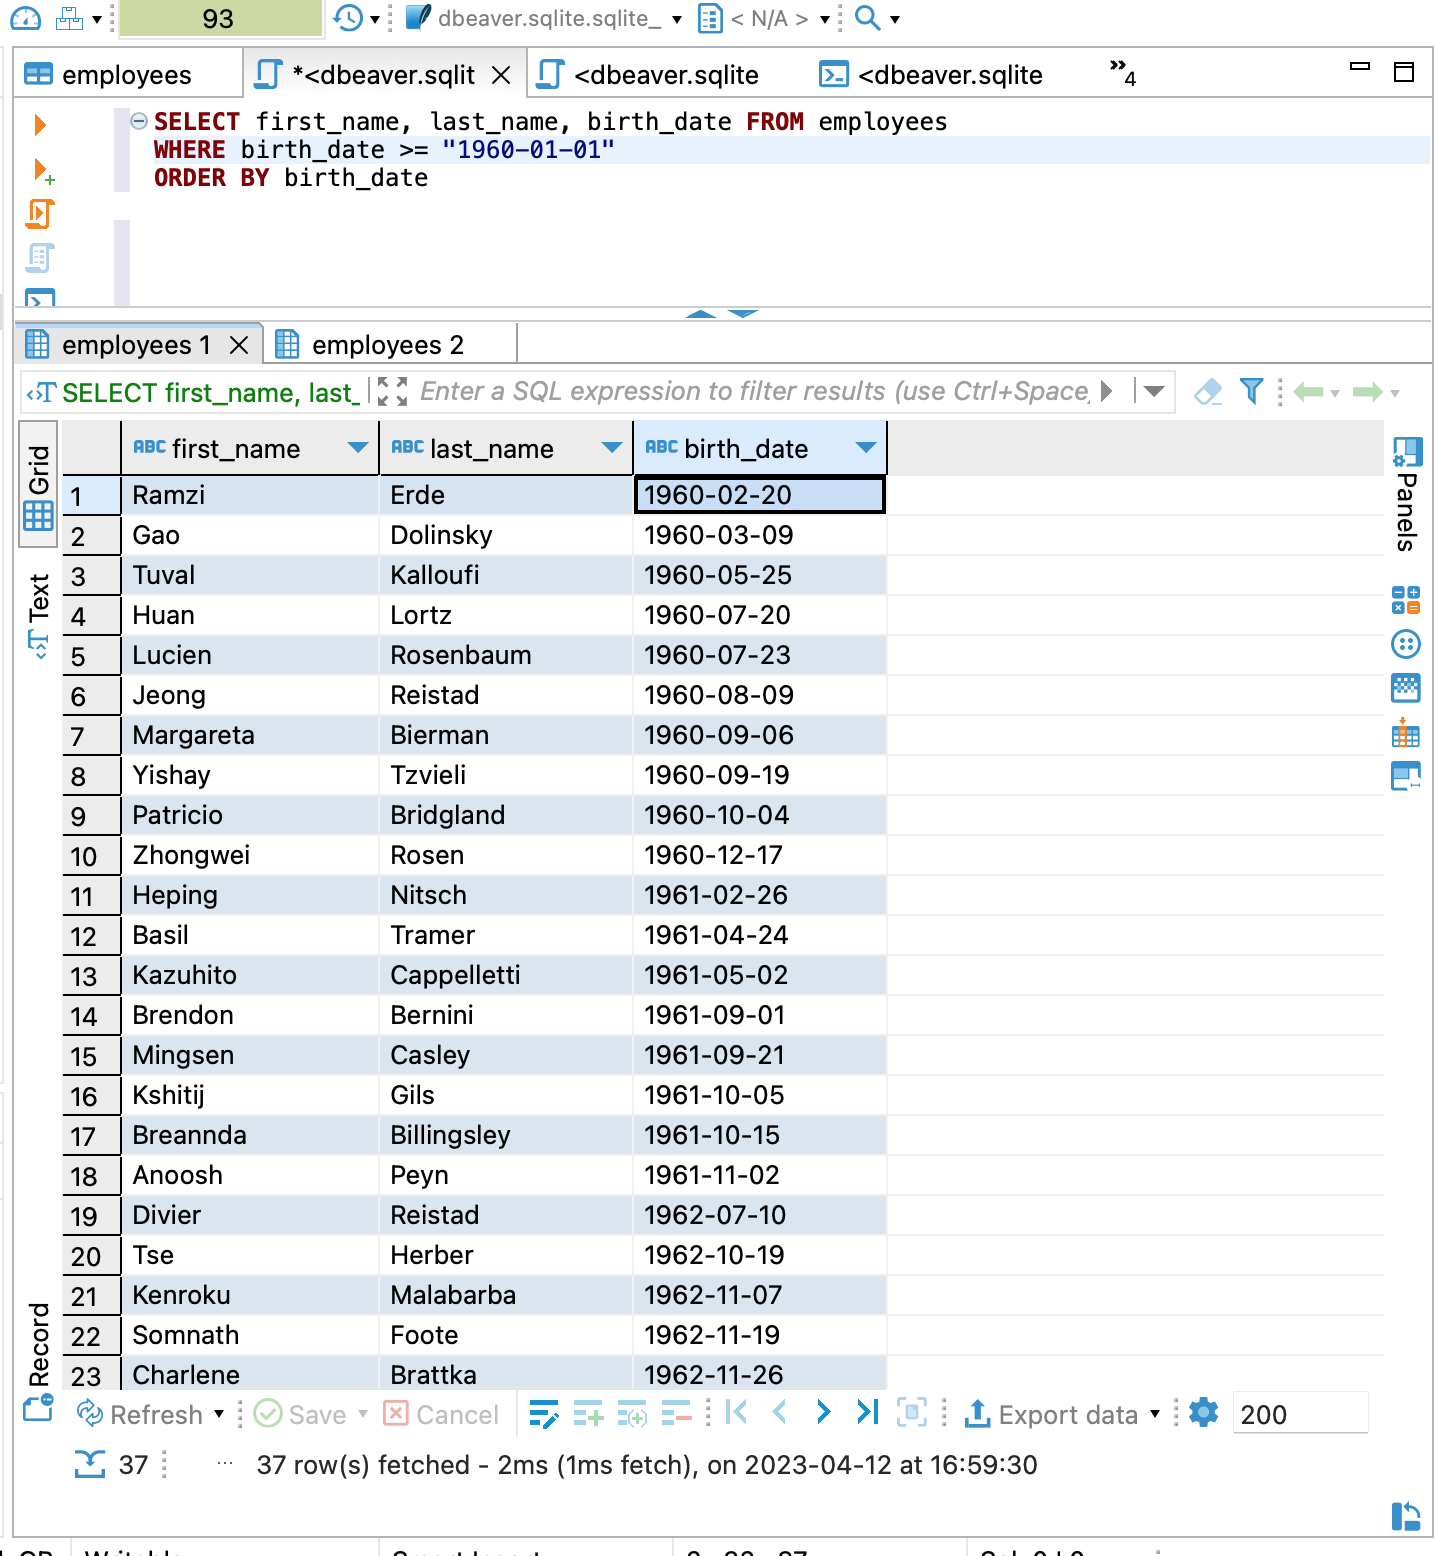 93 dbeaver.sqlite.sqlite_ < N/A >
employees *<dbeaver.sqlit <dbeaver.sqlite <dbeaver.sqlite »4
SELECT first_name, last_name, birth_date FROM employees
WHERE birth_date >= "1960-01-01"
ORDER BY birth_date
employees 1 employees 2
SELECT first_name, last_ Enter a SQL expression to filter results (use Ctrl+Space
Grid
Text
Record
Panels
ABC first_name ABC last_name ABC birth_date
1 Ramzi Erde 1960-02-20
2 Gao Dolinsky 1960-03-09
3 Tuval Kalloufi 1960-05-25
4 Huan Lortz 1960-07-20
5 Lucien Rosenbaum 1960-07-23
6 Jeong Reistad 1960-08-09
7 Margareta Bierman 1960-09-06
8 Yishay Tzvieli 1960-09-19
9 Patricio Bridgland 1960-10-04
10 Zhongwei Rosen 1960-12-17
11 Heping Nitsch 1961-02-26
12 Basil Tramer 1961-04-24
13 Kazuhito Cappelletti 1961-05-02
14 Brendon Bernini 1961-09-01
15 Mingsen Casley 1961-09-21
16 Kshitij Gils 1961-10-05
17 Breannda Billingsley 1961-10-15
18 Anoosh Peyn 1961-11-02
19 Divier Reistad 1962-07-10
20 Tse Herber 1962-10-19
21 Kenroku Malabarba 1962-11-07
22 Somnath Foote 1962-11-19
23 Charlene Brattka 1962-11-26
Refresh Save Cancel Export data 200
37 ... 37 row(s) fetched - 2ms (1ms fetch), on 2023-04-12 at 16:59:30